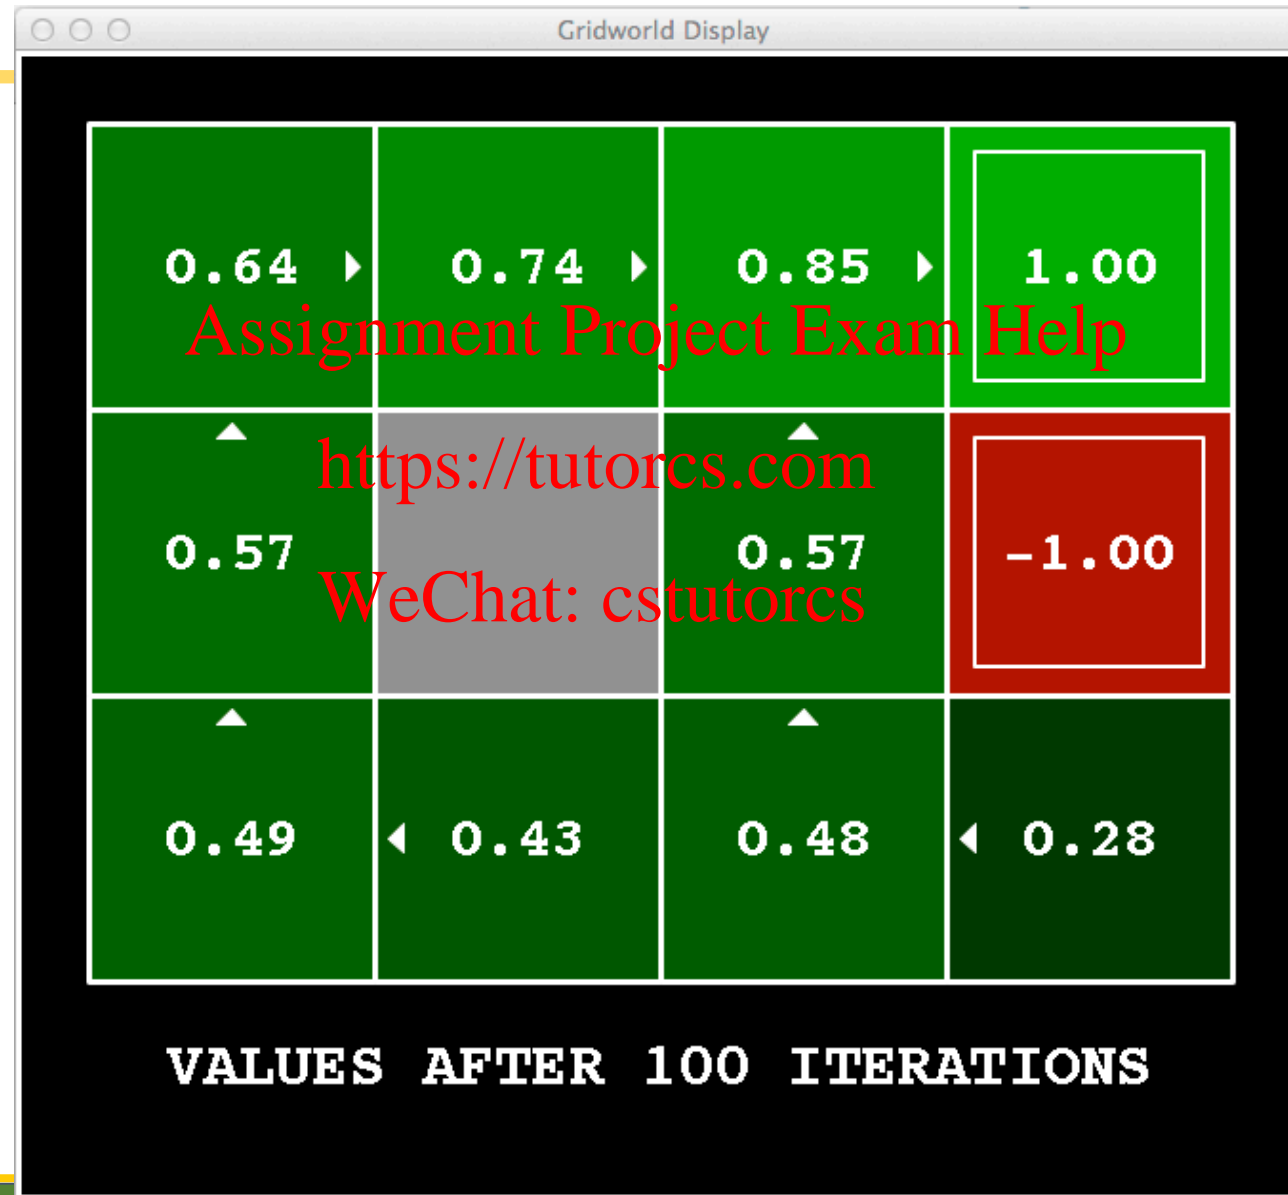 Gridworld Display
0.64 0.74 0.85 1.00
Assignment Project Exam Help
https://tutorcs.com
0.57 0.57 -1.00
WeChat: cstutorcs
0.49 0.43 0.48 0.28
VALUES AFTER 100 ITERATIONS